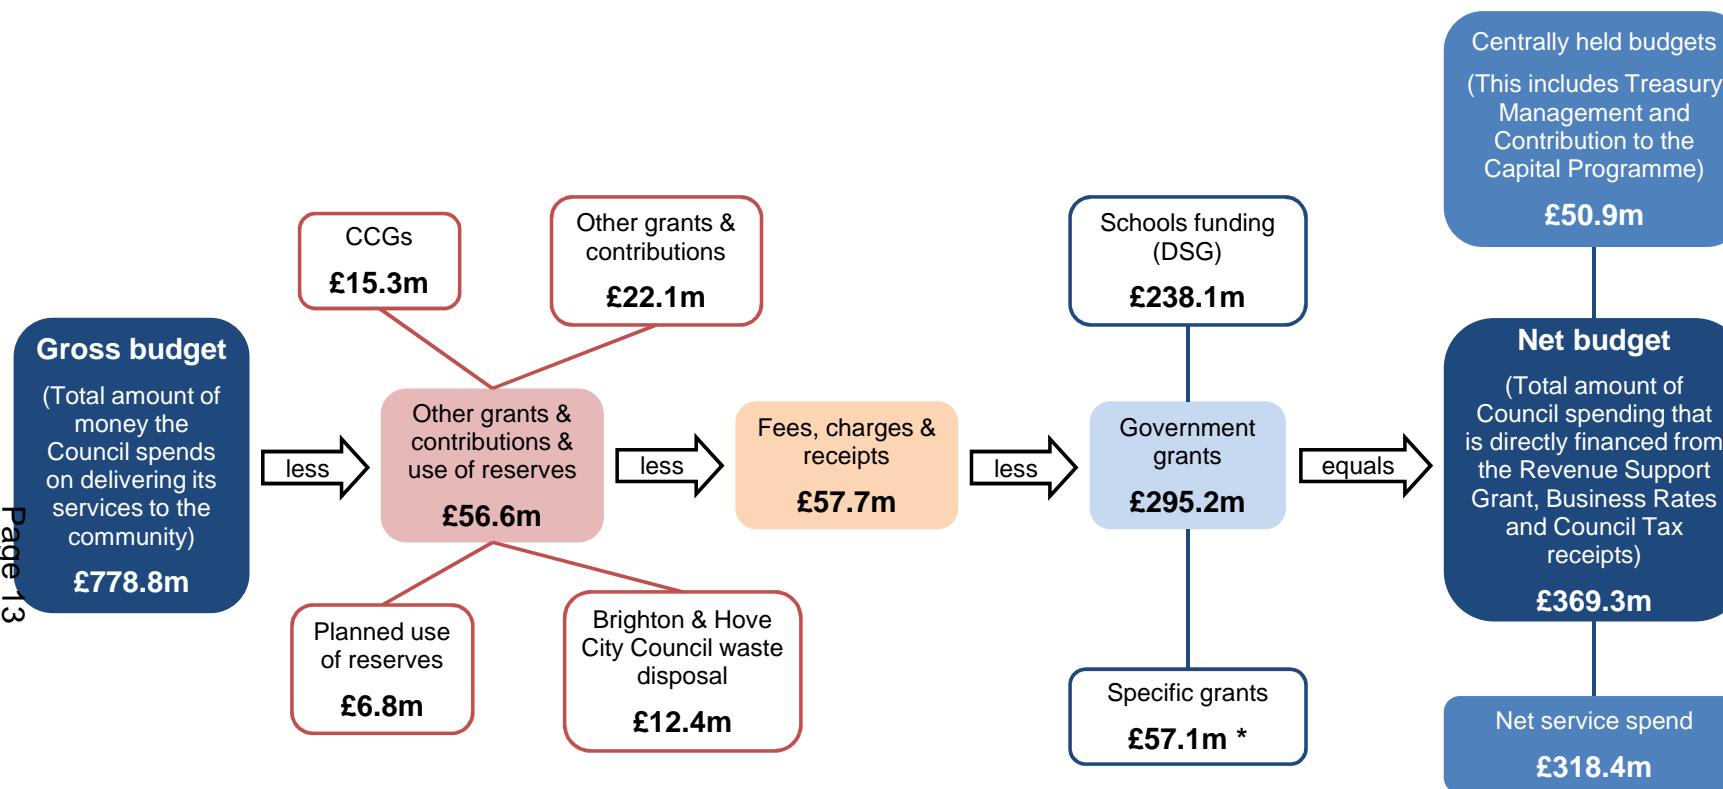 Centrally held budgets
(This includes Treasury
Management and
Contribution to the
Capital Programme)
£50.9m
CCGs
£15.3m
Other grants &
contributions
£22.1m
Schools funding
(DSG)
£238.1m
Gross budget
(Total amount of
money the
Council spends
on delivering its
services to the
community)
£778.8m
less
Other grants &
contributions &
use of reserves
£56.6m
less
Fees, charges &
receipts
£57.7m
less
Government
grants
£295.2m
equals
Net budget
(Total amount of
Council spending that
is directly financed from
the Revenue Support
Grant, Business Rates
and Council Tax
receipts)
£369.3m
Planned use
of reserves
£6.8m
Brighton & Hove
City Council waste
disposal
£12.4m
Specific grants
£57.1m *
Net service spend
£318.4m
Page 13